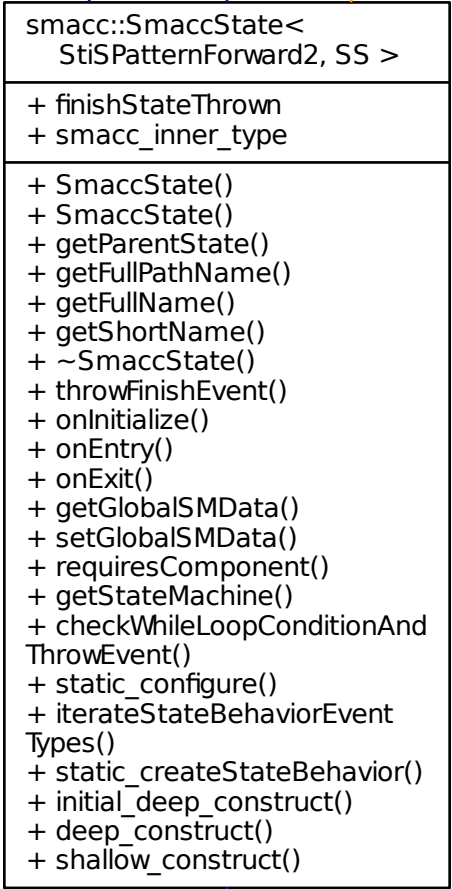 smacc::SmaccState<
StiSPatternForward2, SS >
+ finishStateThrown
+ smacc_inner_type
+ SmaccState()
+ SmaccState()
+ getParentState()
+ getFullPathName()
+ getFullName()
+ getShortName()
+ ~SmaccState()
+ throwFinishEvent()
+ onInitialize()
+ onEntry()
+ onExit()
+ getGlobalSMData()
+ setGlobalSMData()
+ requiresComponent()
+ getStateMachine()
+ checkWhileLoopConditionAnd
ThrowEvent()
+ static_configure()
+ iterateStateBehaviorEvent
Types()
+ static_createStateBehavior()
+ initial_deep_construct()
+ deep_construct()
+ shallow_construct()